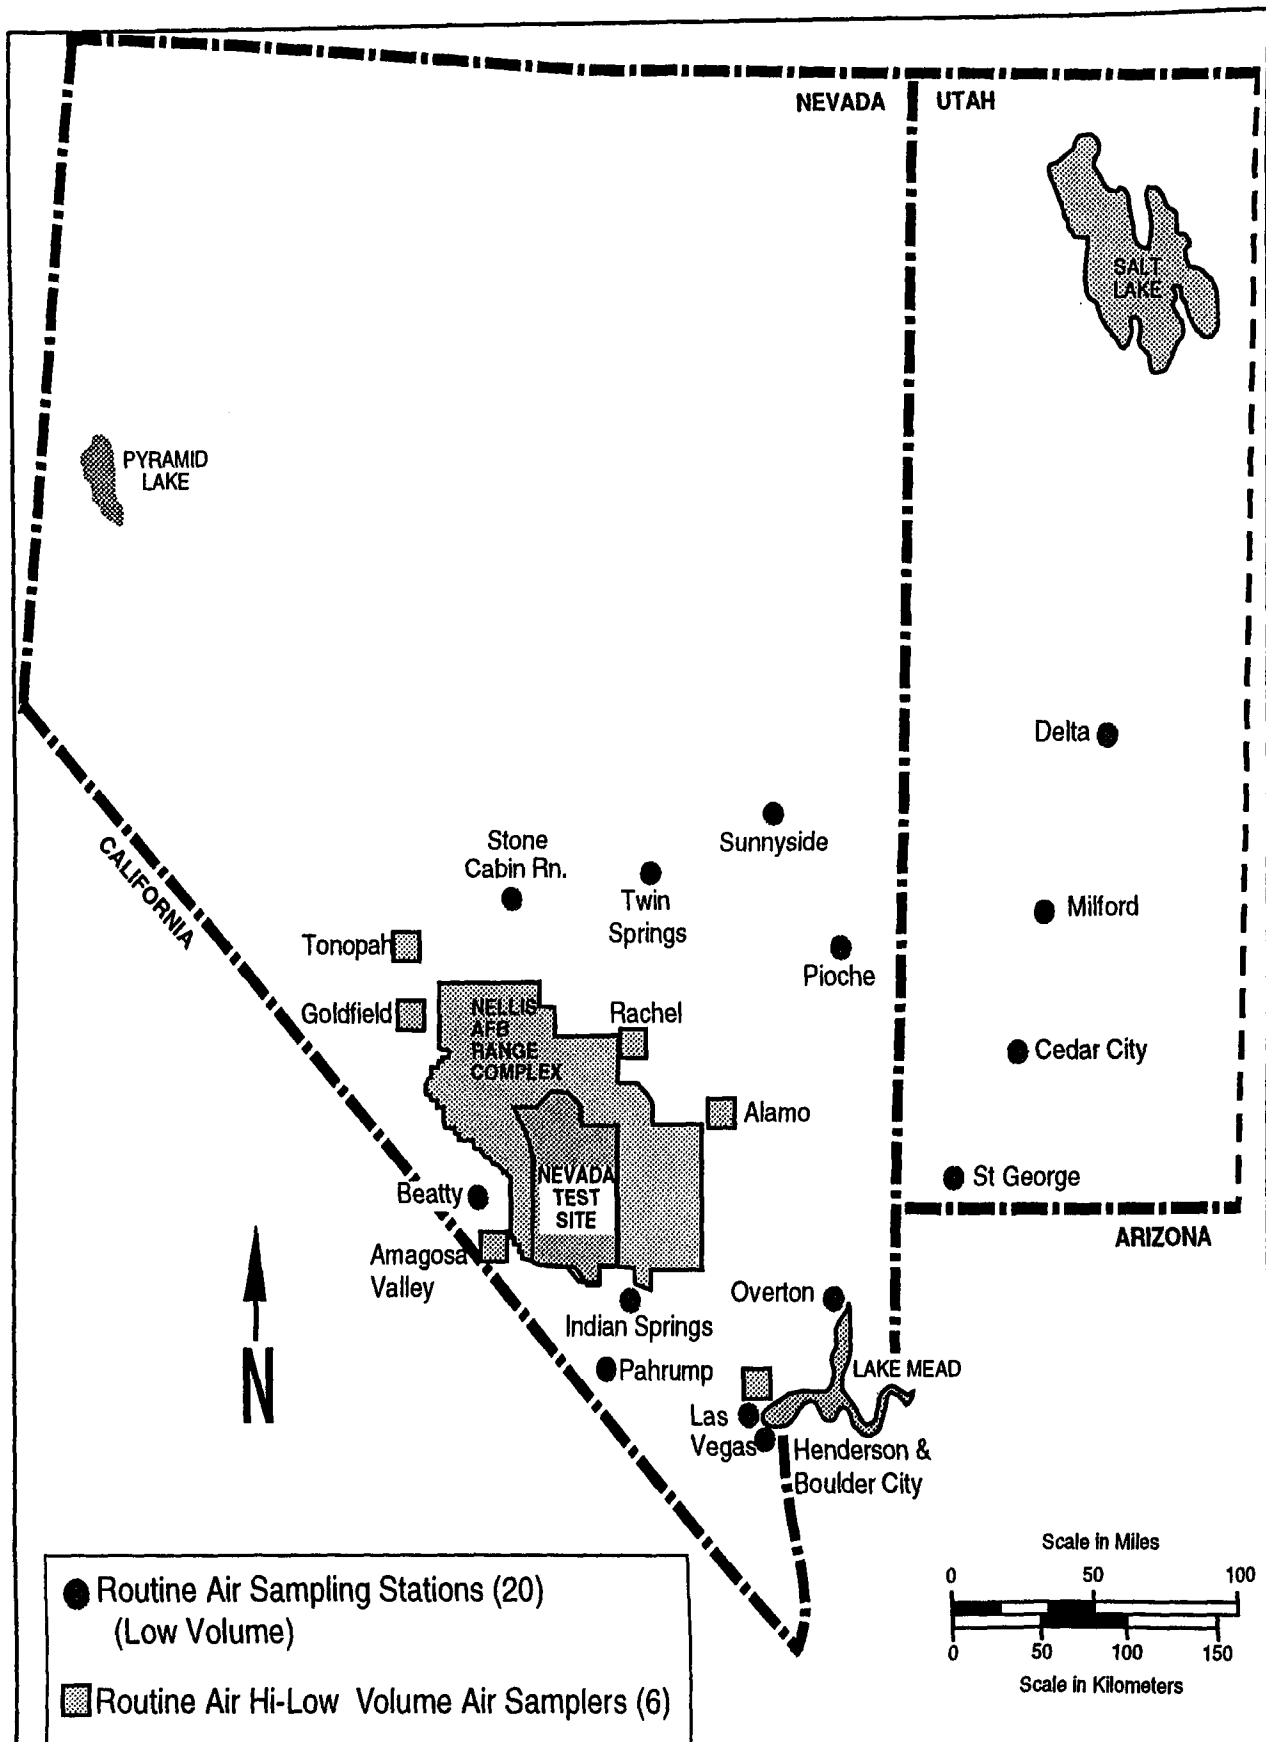 NEVADA
UTAH
SALT
LAKE
PYRAMID
LAKE
Delta
Sunnyside
Stone
Cabin Rn.
Twin
Springs
Milford
CALIFORNIA
Tonopah
Pioche
Goldfield
NELLIS
AFB
RANGE
COMPLEX
Rachel
Cedar City
Alamo
NEVADA
TEST
SITE
St George
Beatty
ARIZONA
Amagosa
Valley
Overton
Indian Springs
N
Pahrump
LAKE MEAD
Las
Vegas
Henderson &
Boulder City
Scale in Miles
0 50 100
0 50 100 150
Scale in Kilometers
Routine Air Sampling Stations (20)
(Low Volume)
Routine Air Hi-Low Volume Air Samplers (6)